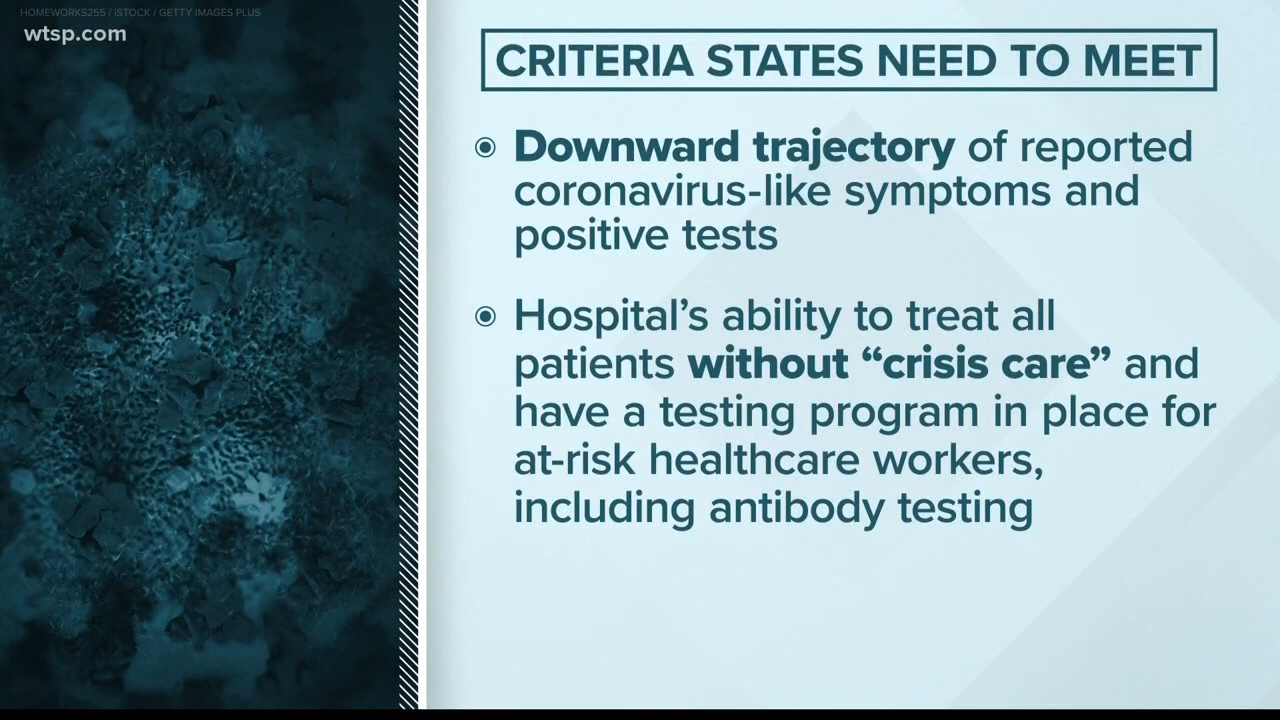 HOMEWORKS255 / iSTOCK / GETTY IMAGES PLUS
wtsp.com
CRITERIA STATES NEED TO MEET
Downward trajectory of reported
coronavirus-like symptoms and
positive tests
Hospital’s ability to treat all
patients without “crisis care” and
have a testing program in place for
at-risk healthcare workers,
including antibody testing